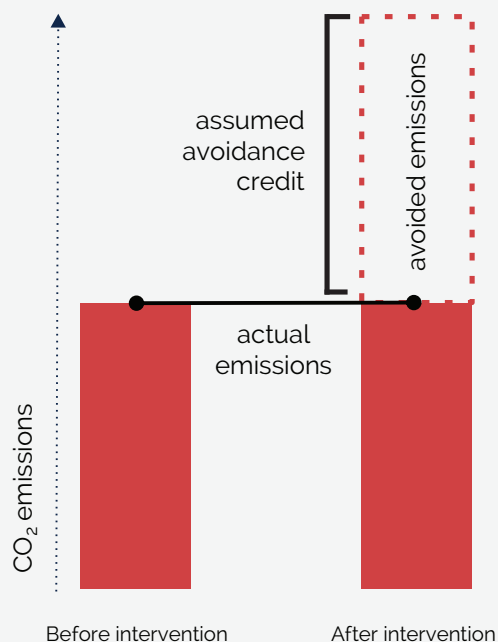 assumed
avoidance
credit
avoided emissions
actual
emissions
CO₂ emissions
Before intervention
After intervention